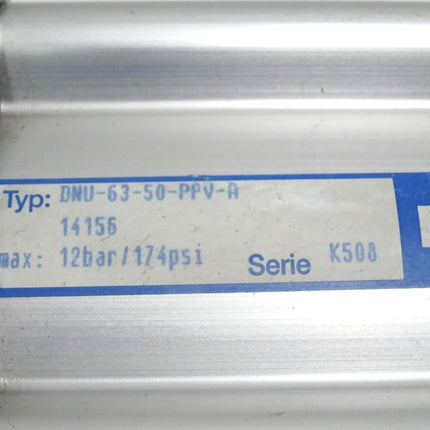 Typ: DNU-63-50-PPV-A
14156
max: 12bar/174psi Serie K508